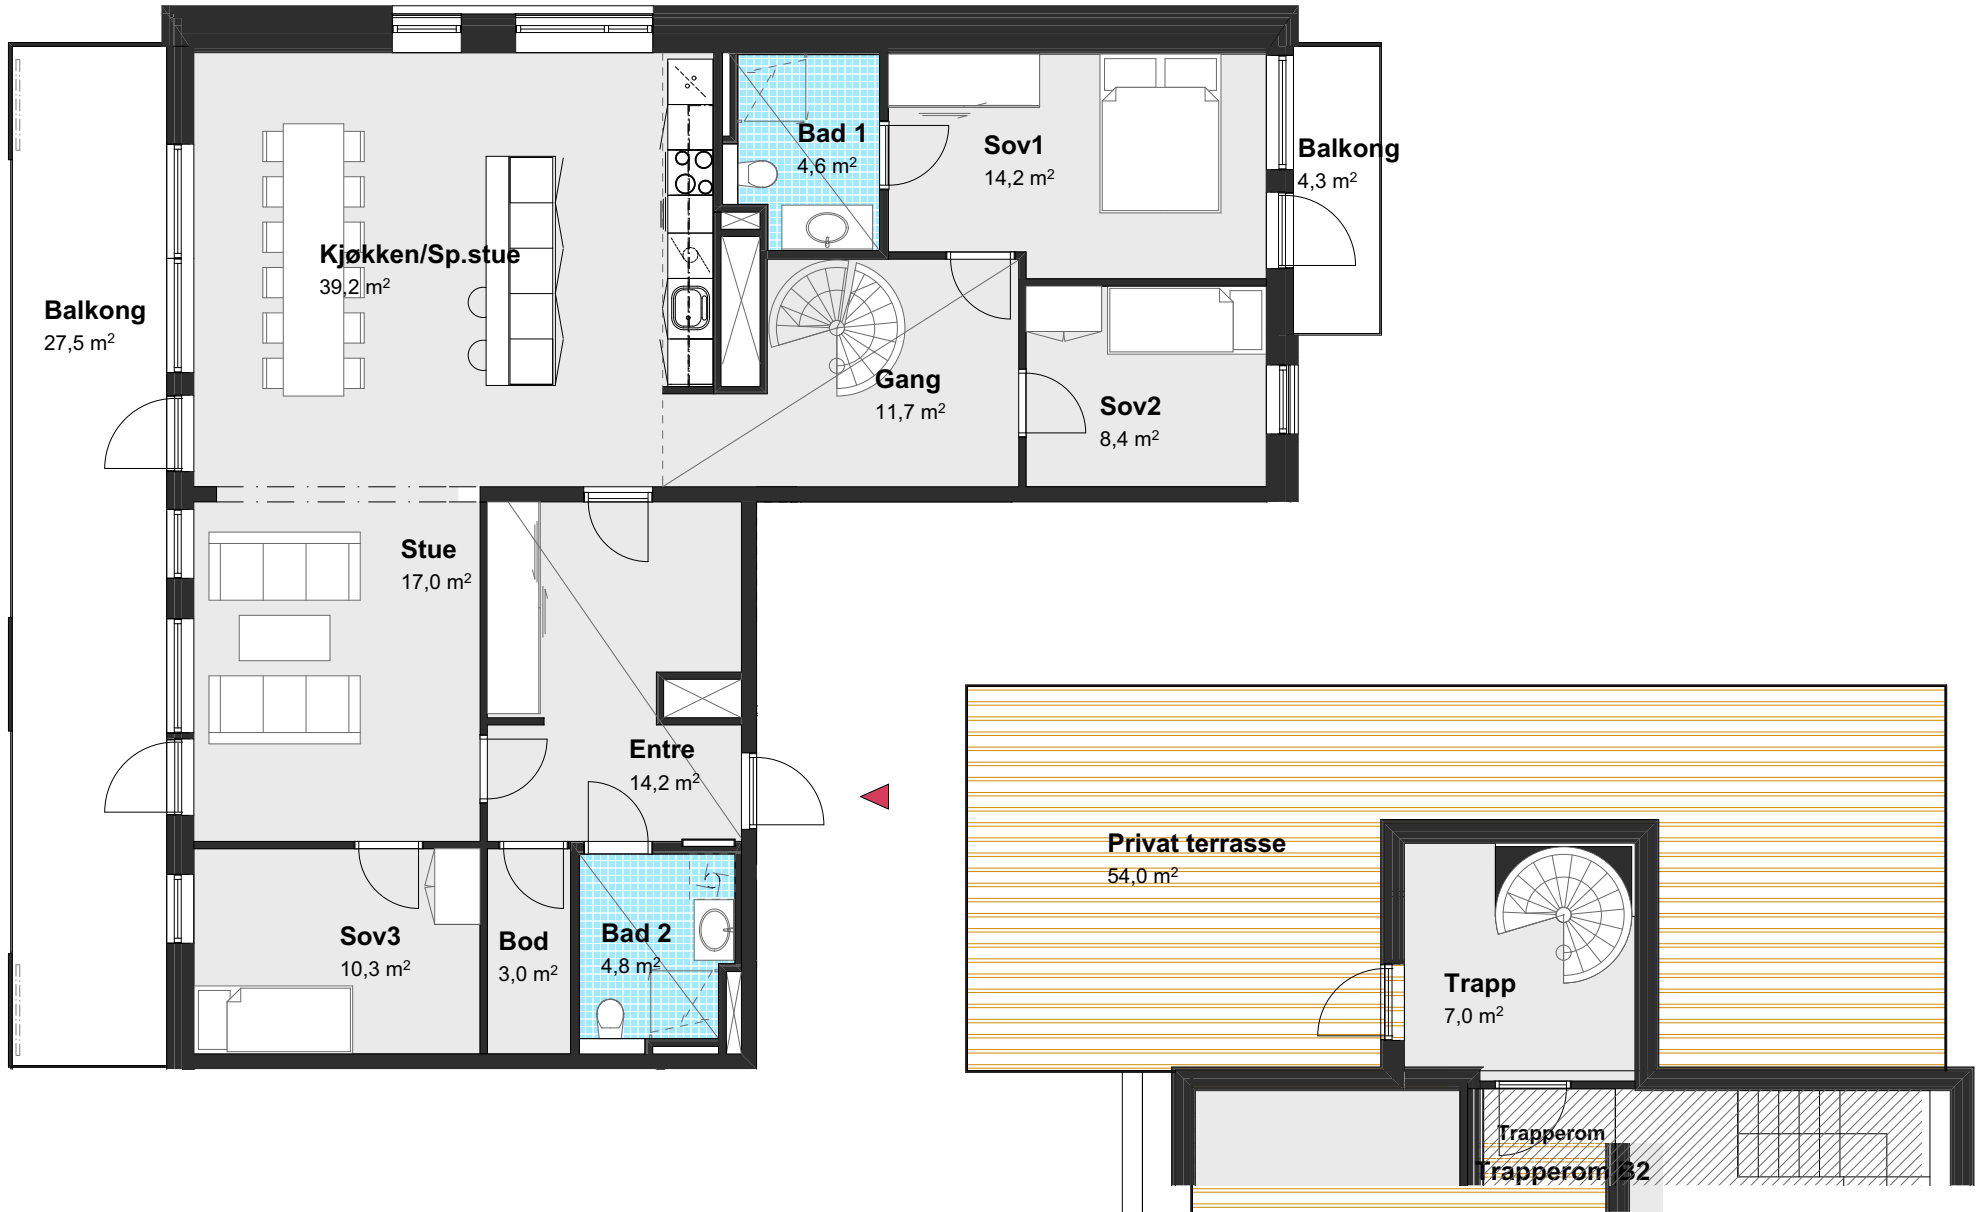 Bad 1
4,6 m²
Sov1
14,2 m²
Balkong
4,3 m²
Kjøkken/Sp.stue
39,2 m²
Balkong
27,5 m²
Gang
11,7 m²
Sov2
8,4 m²
Stue
17,0 m²
Entre
14,2 m²
Privat terrasse
54,0 m²
Sov3
10,3 m²
Bod
3,0 m²
Bad 2
4,8 m²
Trapp
7,0 m²
Trapperom
Trapperom B2